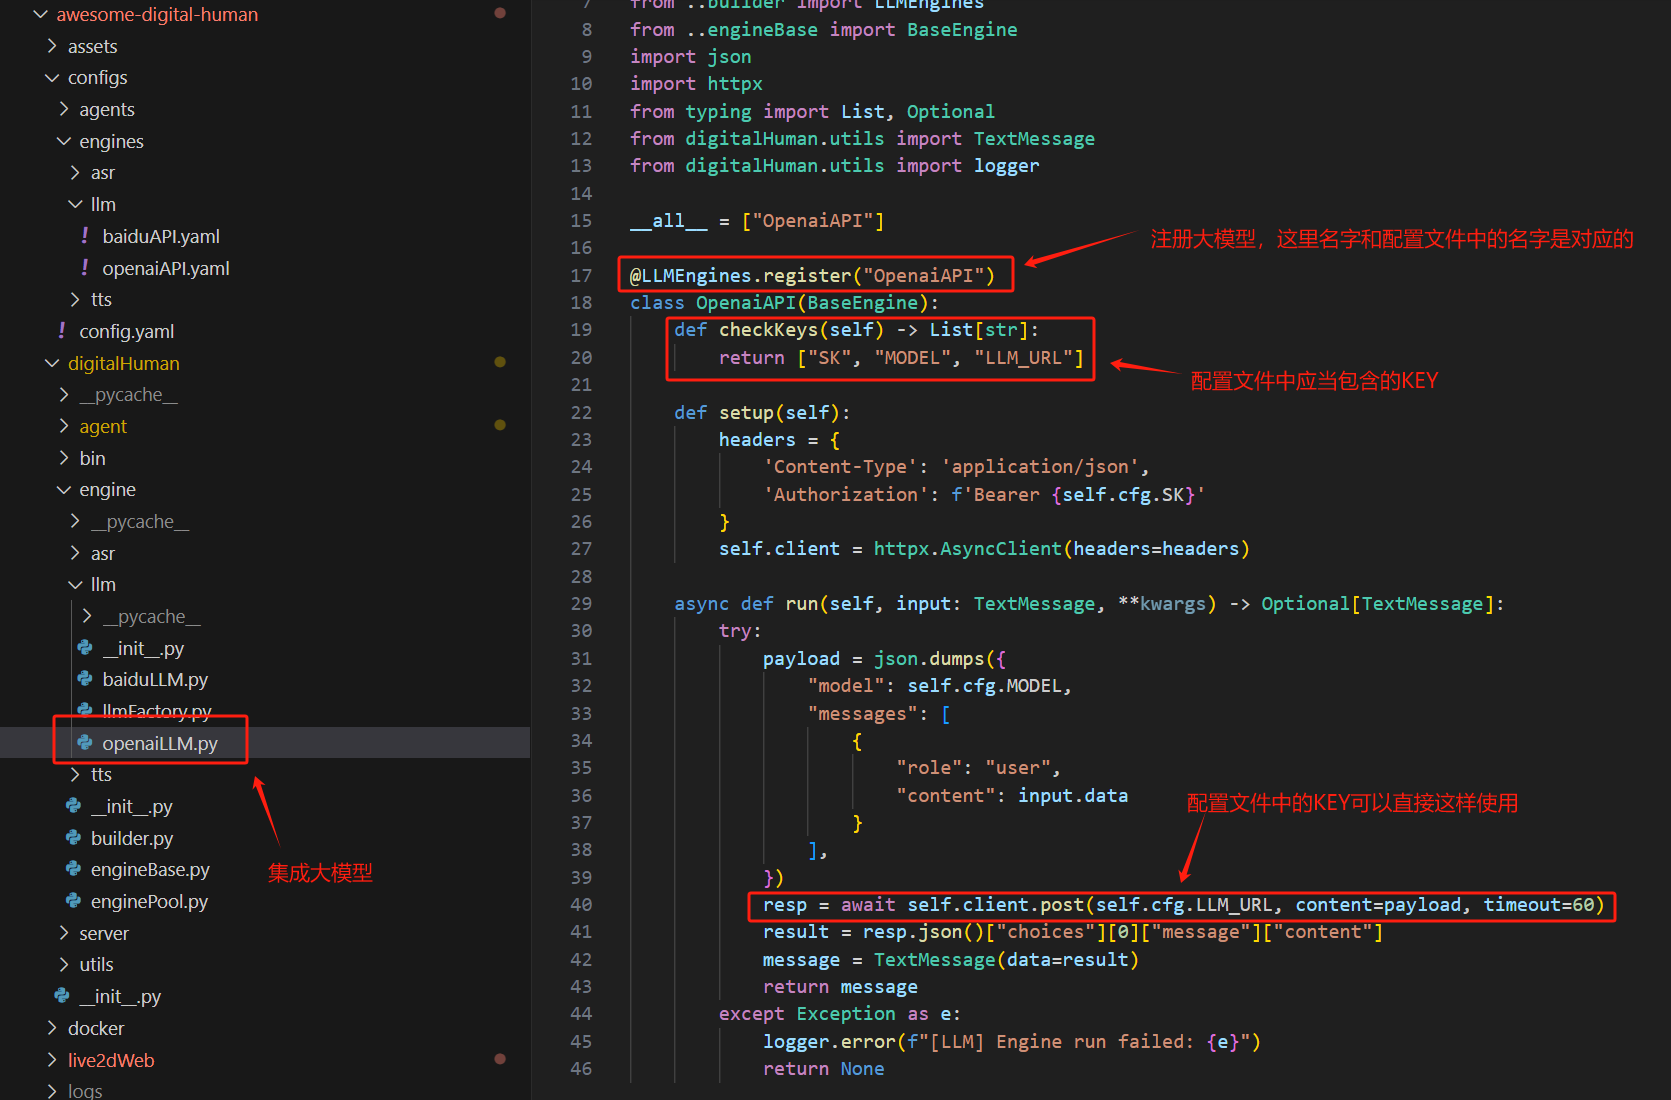 awesome-digital-human
assets
configs
agents
engines
asr
llm
! baiduAPI.yaml
! openaiAPI.yaml
tts
! config.yaml
digitalHuman
__pycache__
agent
bin
engine
__pycache__
asr
llm
__pycache__
__init__.py
baiduLLM.py
llmFactory.py
openaiLLM.py
tts
__init__.py
builder.py
engineBase.py
enginePool.py
server
utils
__init__.py
docker
live2dWeb
logs
集成大模型
7 from ..builder import LLMEngines
8 from ..engineBase import BaseEngine
9 import json
10 import httpx
11 from typing import List, Optional
12 from digitalHuman.utils import TextMessage
13 from digitalHuman.utils import logger
14
15 __all__ = ["OpenaiAPI"]
16
注册大模型，这里名字和配置文件中的名字是对应的
17 @LLMEngines.register("OpenaiAPI")
18 class OpenaiAPI(BaseEngine):
19 def checkKeys(self) -> List[str]:
20 return ["SK", "MODEL", "LLM_URL"]
配置文件中应当包含的KEY
21
22 def setup(self):
23 headers = {
24 'Content-Type': 'application/json',
25 'Authorization': f'Bearer {self.cfg.SK}'
26 }
27 self.client = httpx.AsyncClient(headers=headers)
28
29 async def run(self, input: TextMessage, **kwargs) -> Optional[TextMessage]:
30 try:
31 payload = json.dumps({
32 "model": self.cfg.MODEL,
33 "messages": [
34 {
35 "role": "user",
36 "content": input.data
配置文件中的KEY可以直接这样使用
37 }
38 ],
39 })
40 resp = await self.client.post(self.cfg.LLM_URL, content=payload, timeout=60)
41 result = resp.json()["choices"][0]["message"]["content"]
42 message = TextMessage(data=result)
43 return message
44 except Exception as e:
45 logger.error(f"[LLM] Engine run failed: {e}")
46 return None